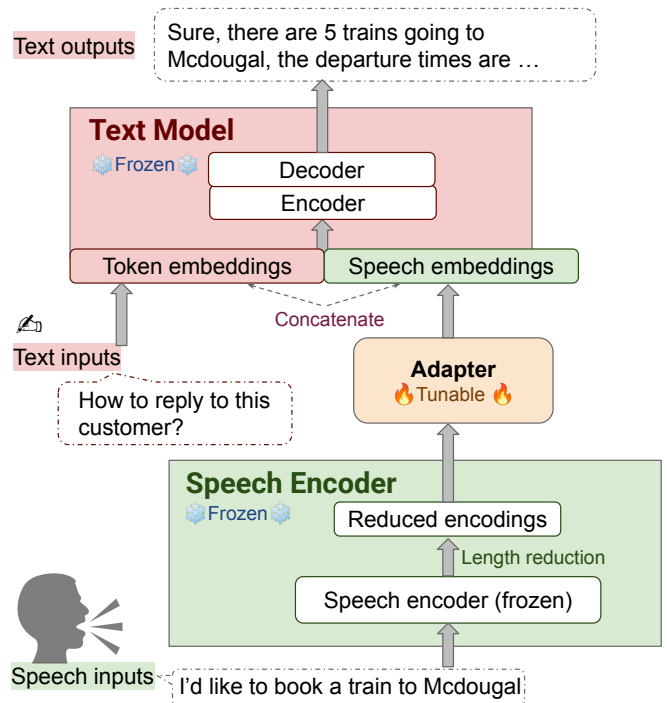 Text outputs
Sure, there are 5 trains going to
Mcdougal, the departure times are …
Text Model
❄️Frozen❄️
Decoder
Encoder
Token embeddings
Speech embeddings
Concatenate
✍
Text inputs
How to reply to this
customer?
Adapter
🔥Tunable 🔥
Speech Encoder
❄️Frozen❄️
Reduced encodings
Length reduction
Speech encoder (frozen)
Speech inputs
I’d like to book a train to Mcdougal